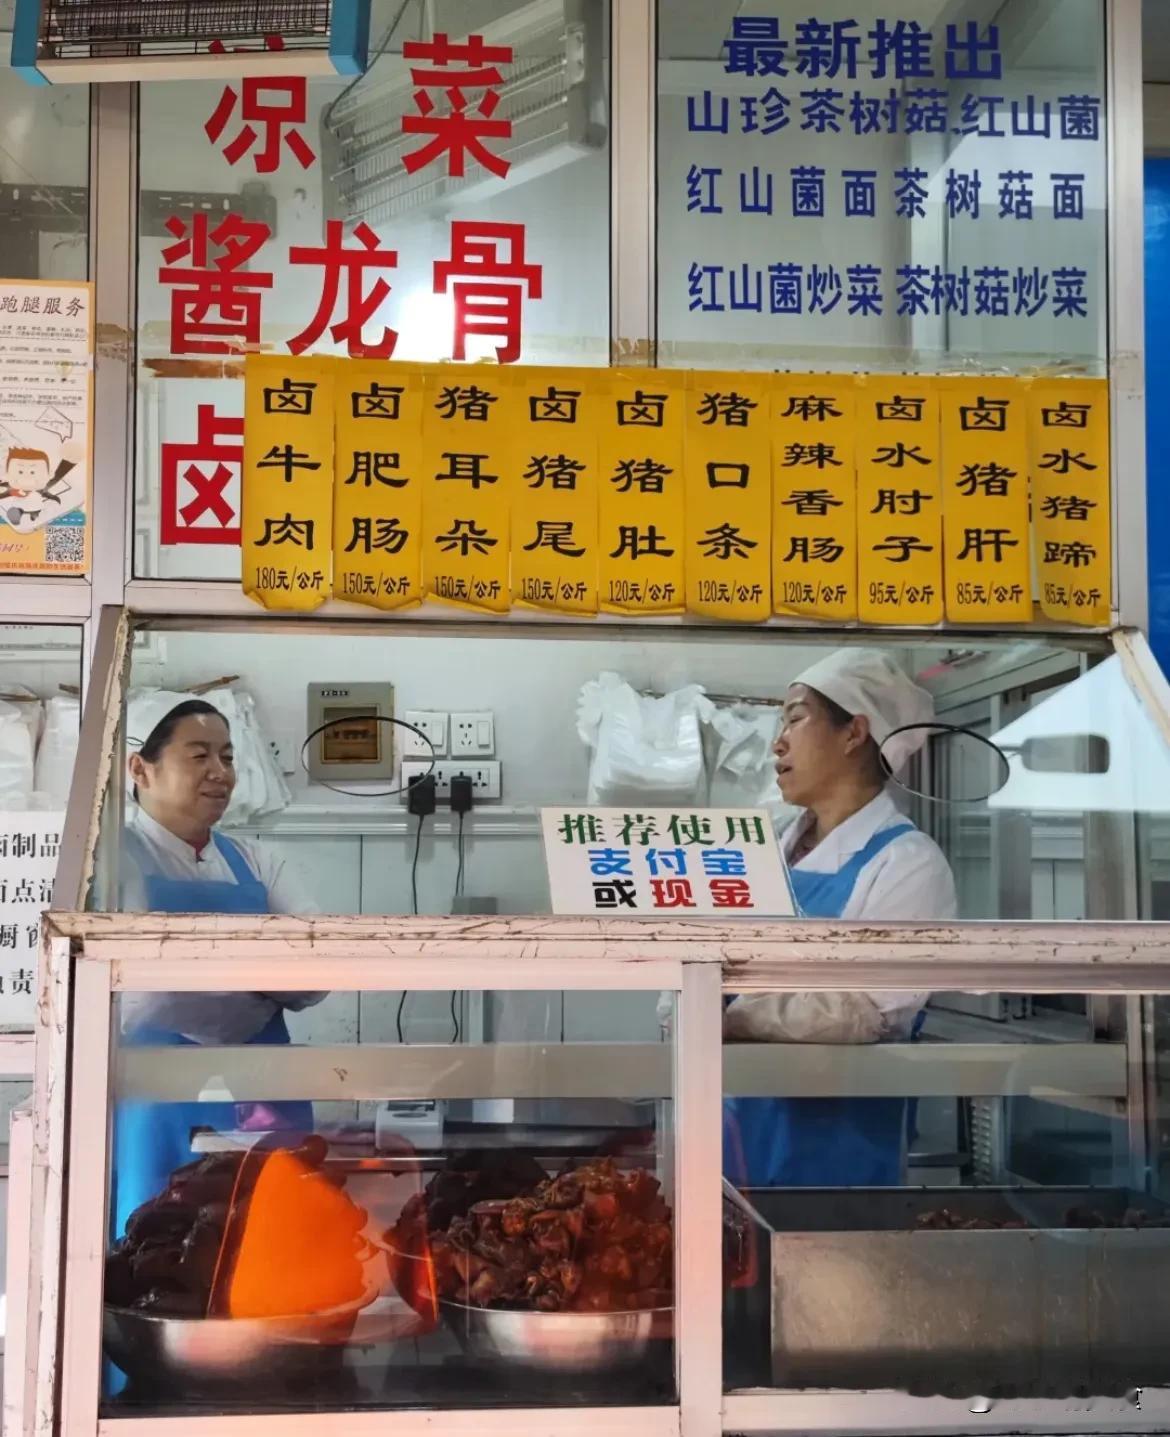 凉菜
酱龙骨
卤
最新推出
山珍茶树菇.红山菌
红山菌面茶树菇面
红山菌炒菜 茶树菇炒菜
跑腿服务
卤牛肉
180元/公斤
卤肥肠
150元/公斤
猪耳朵
150元/公斤
卤猪尾
150元/公斤
卤猪肚
120元/公斤
猪口条
120元/公斤
麻辣香肠
120元/公斤
卤水肘子
95元/公斤
卤猪肝
85元/公斤
卤水猪蹄
85元/公斤
推荐使用
支付宝
或现金
制品
点清
责